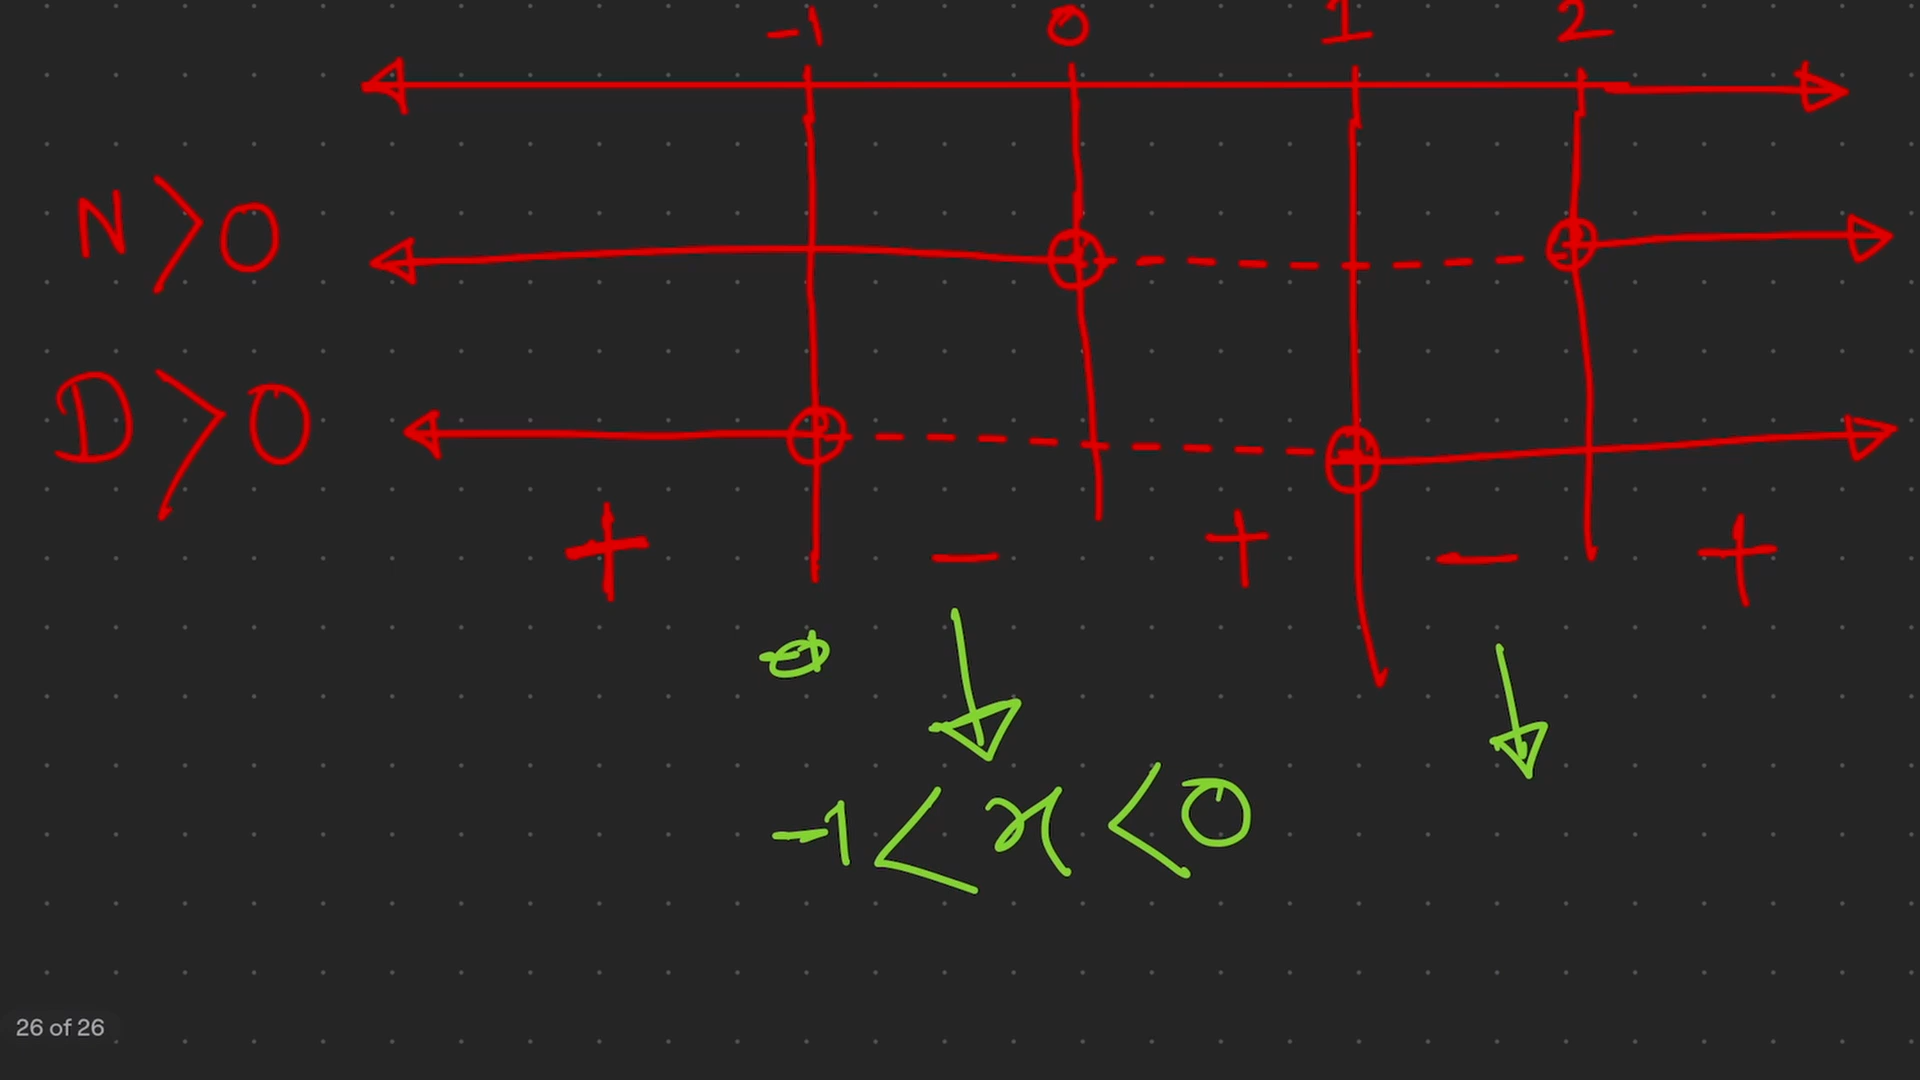 -1 0 1 2
N>0
D>0
+ - + - +
-1<x<0
26 of 26